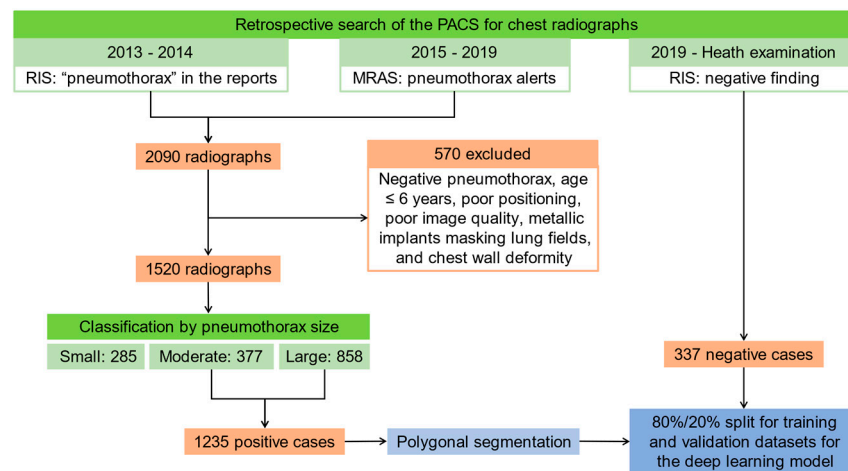 Retrospective search of the PACS for chest radiographs
2013 - 2014
RIS: “pneumothorax” in the reports
2015 - 2019
MRAS: pneumothorax alerts
2019 - Heath examination
RIS: negative finding
2090 radiographs
570 excluded
Negative pneumothorax, age
≤ 6 years, poor positioning,
poor image quality, metallic
implants masking lung fields,
and chest wall deformity
1520 radiographs
Classification by pneumothorax size
Small: 285
Moderate: 377
Large: 858
337 negative cases
1235 positive cases
Polygonal segmentation
80%/20% split for training
and validation datasets for
the deep learning model